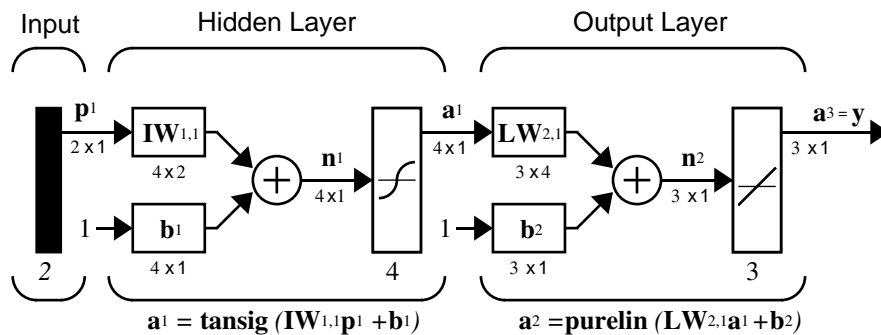 Input Hidden Layer Output Layer
p1 a1 a3 = y
2 x 1 IW1,1 4 x 1 LW2,1 3 x 1
4 x 2 n1 3 x 4 n2
4 x 1 3 x 1
1 b1 1 b2
2 4 x 1 4 3 x 1 3
a1 = tansig (IW1,1p1 +b1) a2 =purelin (LW2,1a1+b2)